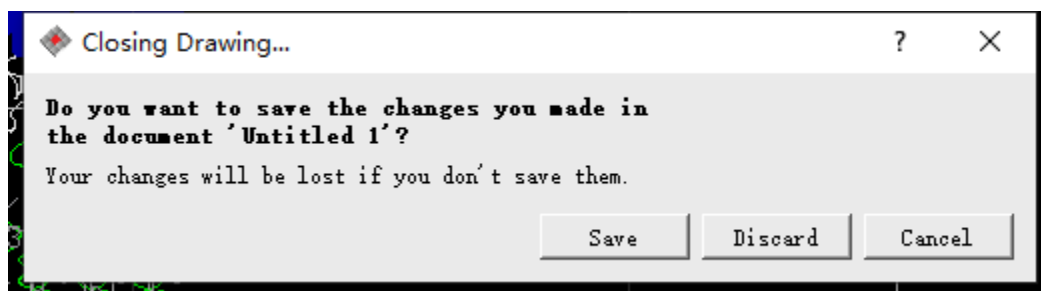 Closing Drawing...
?
Do you want to save the changes you made in
the document 'Untitled 1'?
Your changes will be lost if you don't save them.
Save Discard Cancel